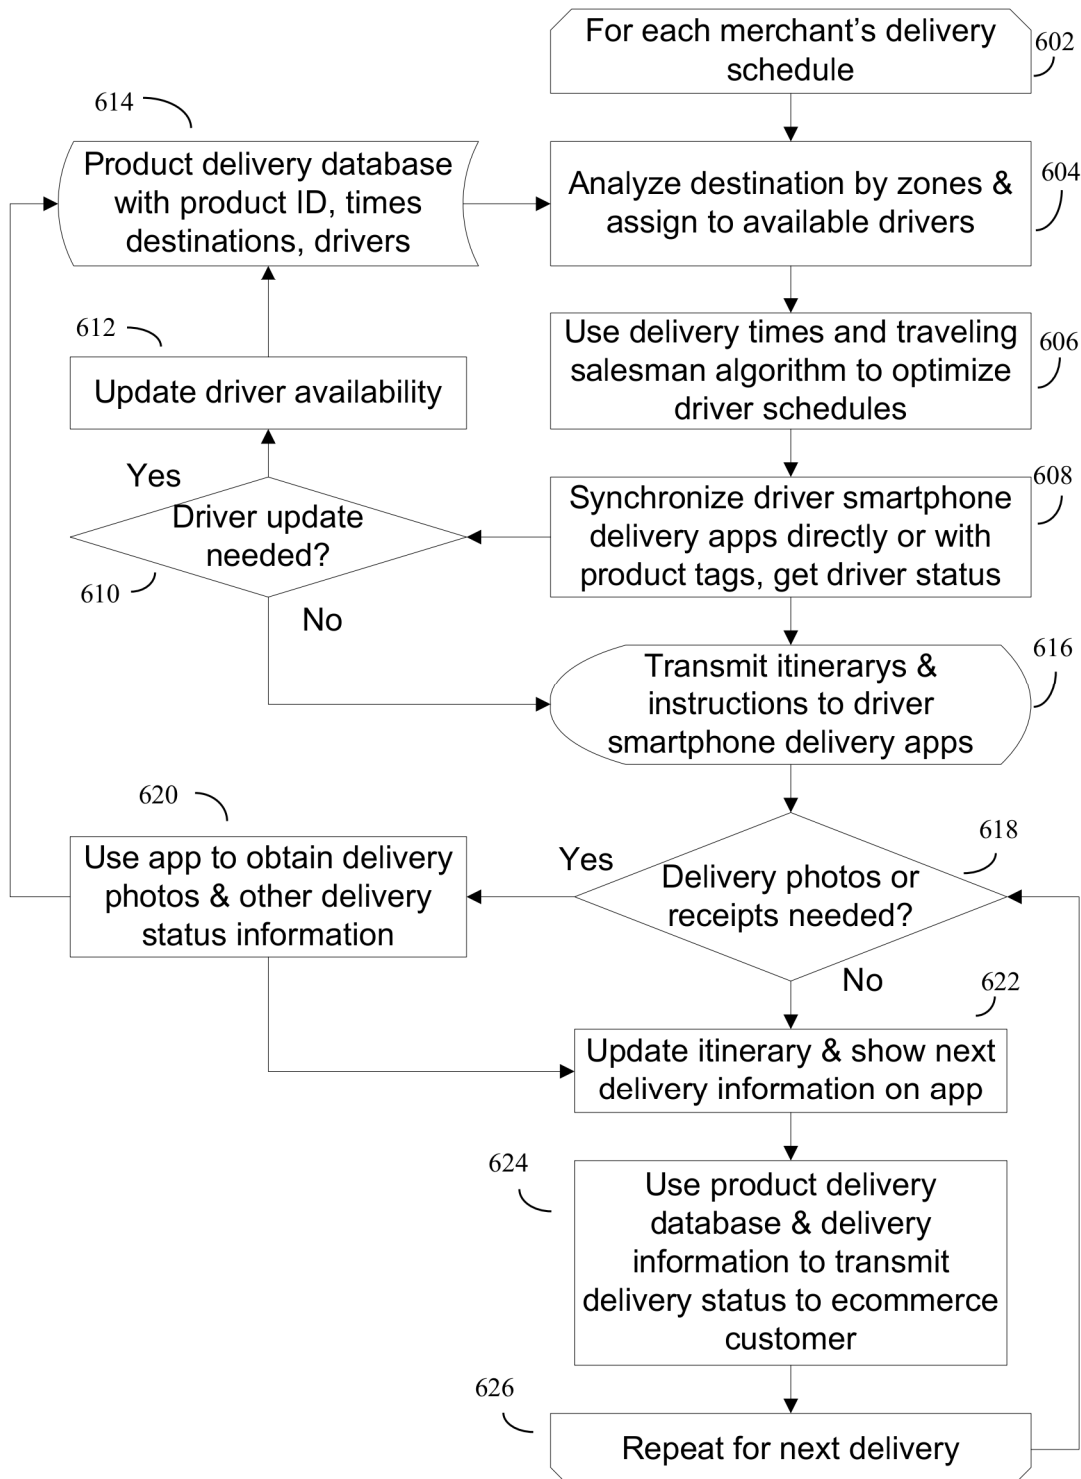 For each merchant’s delivery
schedule
602
614
Product delivery database
with product ID, times
destinations, drivers
Analyze destination by zones &
assign to available drivers
604
612
Update driver availability
Use delivery times and traveling
salesman algorithm to optimize
driver schedules
606
Yes
Driver update
needed?
610
No
Synchronize driver smartphone
delivery apps directly or with
product tags, get driver status
608
Transmit itinerarys &
instructions to driver
smartphone delivery apps
616
620
Use app to obtain delivery
photos & other delivery
status information
Yes
Delivery photos or
receipts needed?
618
No
622
Update itinerary & show next
delivery information on app
624
Use product delivery
database & delivery
information to transmit
delivery status to ecommerce
customer
626
Repeat for next delivery